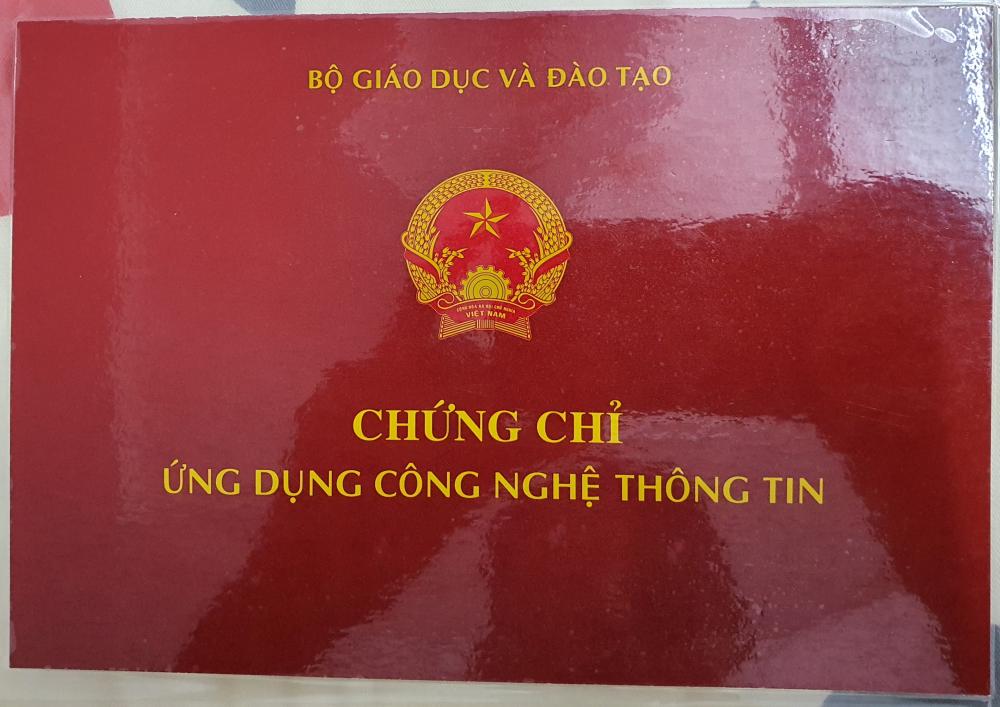 BỘ GIÁO DỤC VÀ ĐÀO TẠO
CỘNG HÒA XÃ HỘI CHỦ NGHĨA
VIỆT NAM
CHỨNG CHỈ
ỨNG DỤNG CÔNG NGHỆ THÔNG TIN